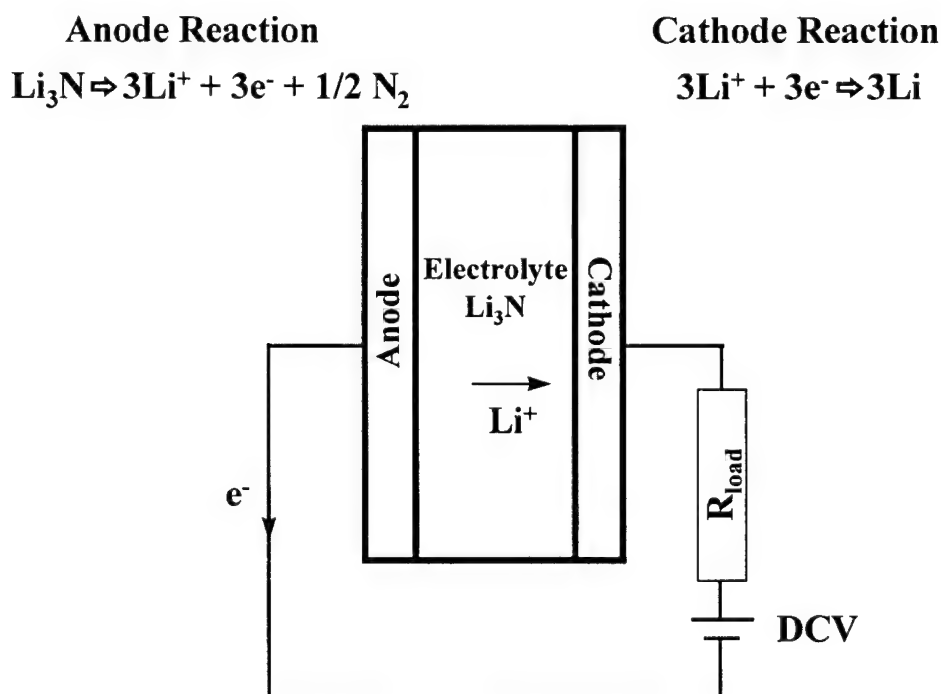 Anode Reaction
Li₃N⇨3Li⁺ + 3e⁻ + 1/2 N₂
Cathode Reaction
3Li⁺ + 3e⁻⇨3Li
Anode
Electrolyte
Li₃N
Li⁺
Cathode
e⁻
R_load
DCV